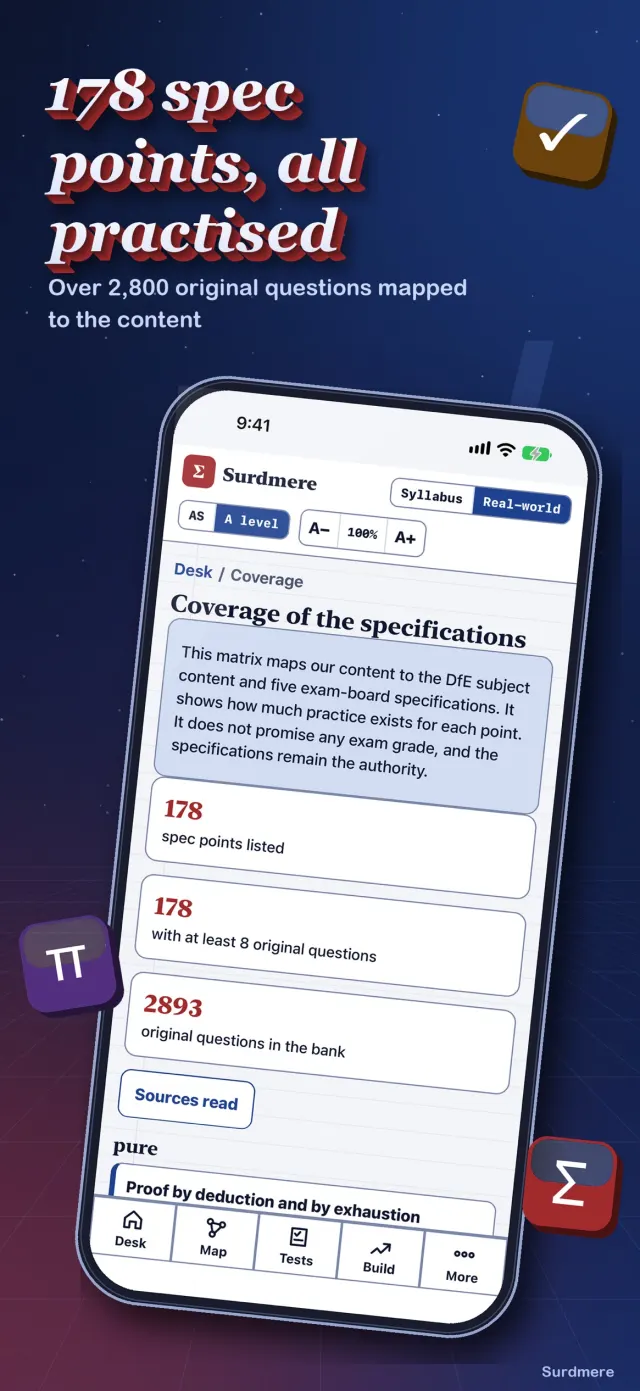 178 spec
points, all
practised
✓
Over 2,800 original questions mapped
to the content
9:41
Σ Surdmere
Syllabus Real-world
AS A level A- 100% A+
Desk / Coverage
Coverage of the specifications
This matrix maps our content to the DfE subject
content and five exam-board specifications. It
shows how much practice exists for each point.
It does not promise any exam grade, and the
specifications remain the authority.
178
spec points listed
178
with at least 8 original questions
π
2893
original questions in the bank
Sources read
pure
Σ
Proof by deduction and by exhaustion
Desk Map Tests Build More
Surdmere